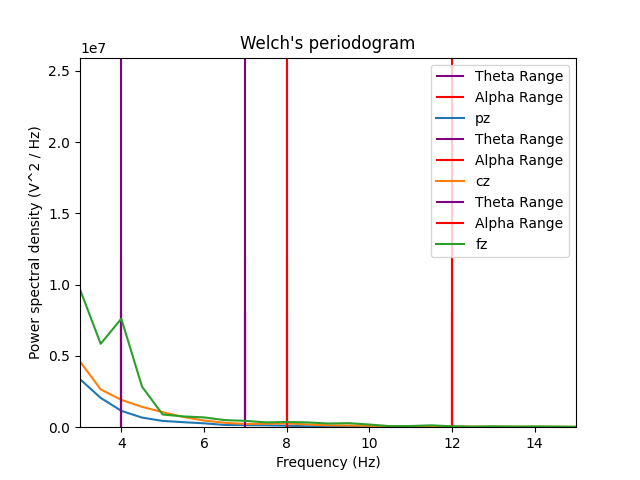 Welch's periodogram
1e7
2.5
2.0
1.5
1.0
0.5
0.0
Power spectral density (V^2 / Hz)
Theta Range
Alpha Range
pz
Theta Range
Alpha Range
cz
Theta Range
Alpha Range
fz
4 6 8 10 12 14
Frequency (Hz)